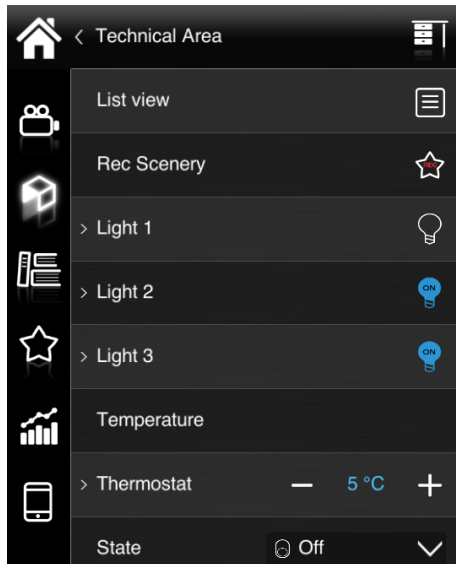 Technical Area
List view
Rec Scenery
REC
Light 1
Light 2
ON
Light 3
ON
Temperature
Thermostat
5 °C
State
Off